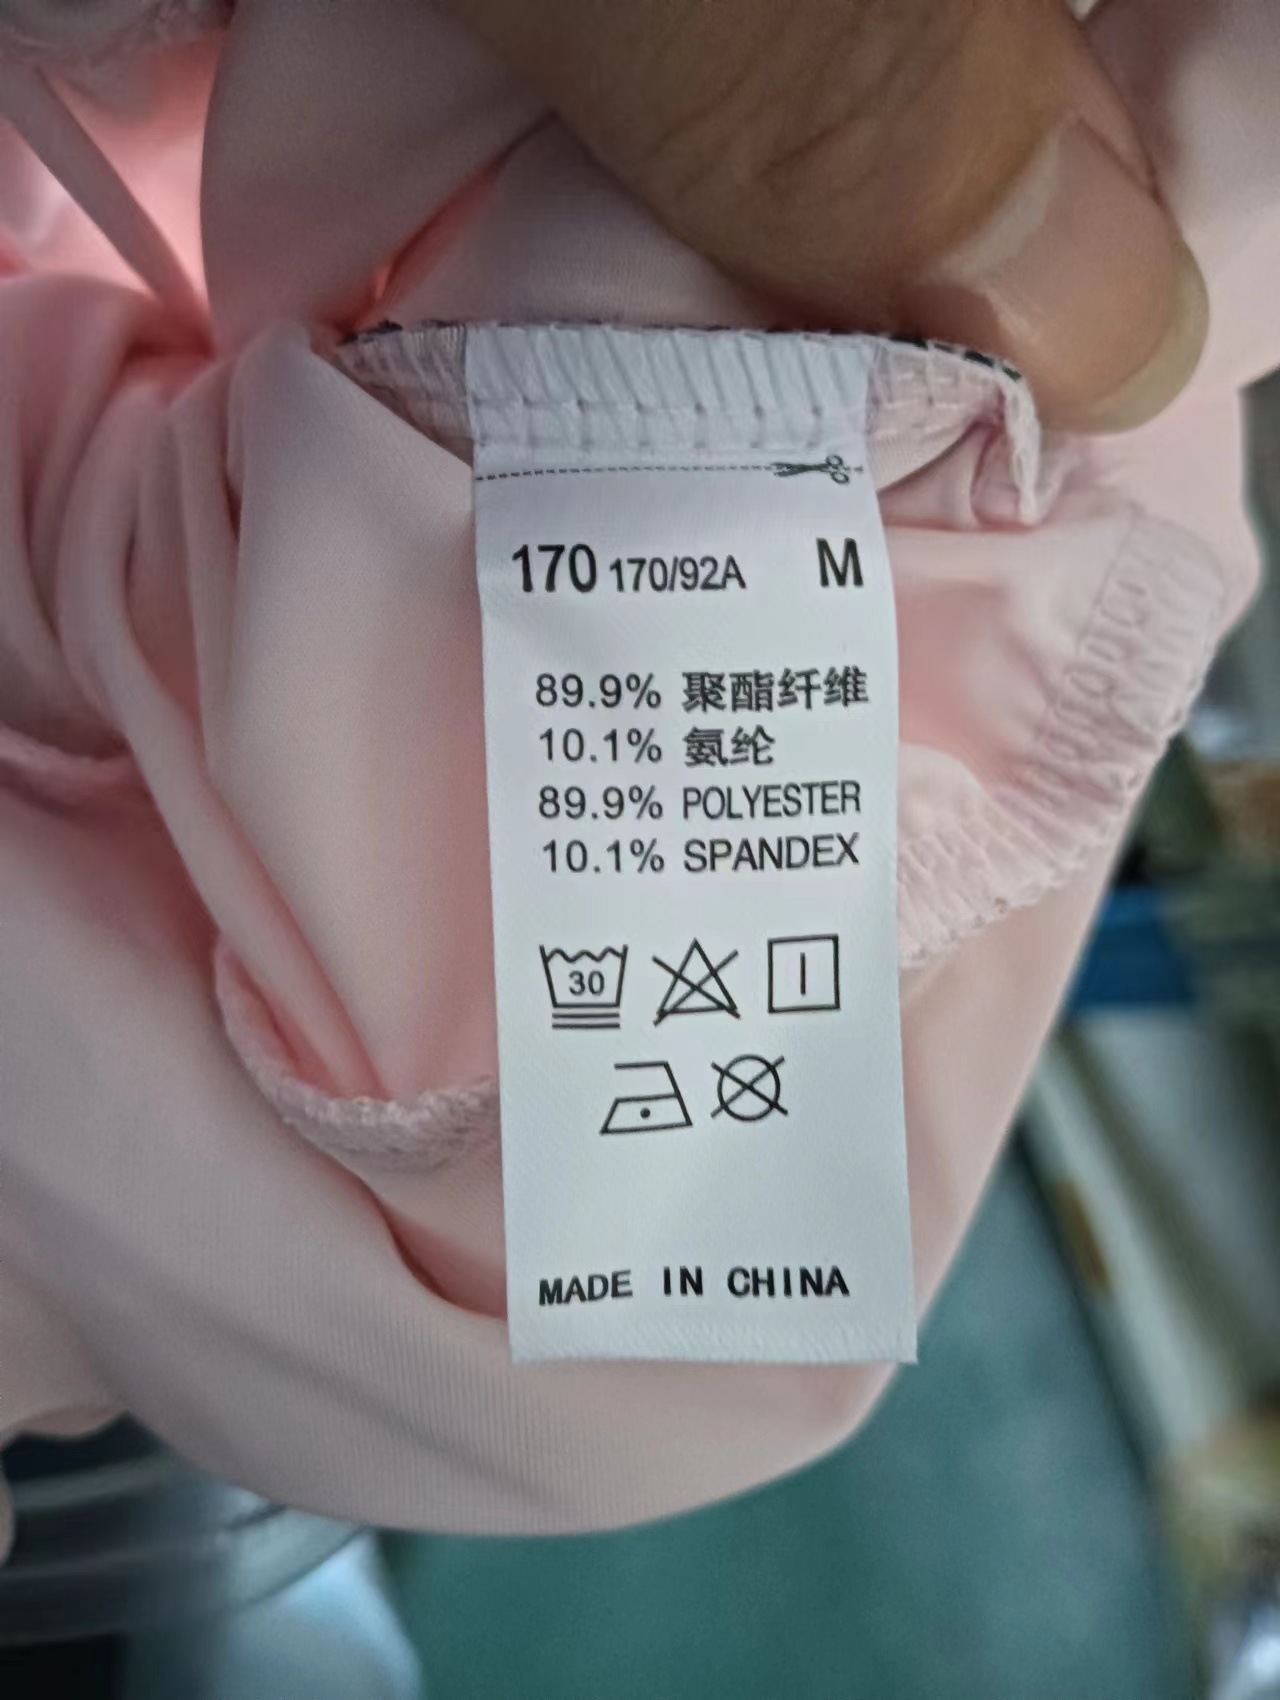 170 170/92A M
89.9% 聚酯纤维
10.1% 氨纶
89.9% POLYESTER
10.1% SPANDEX
30
MADE IN CHINA